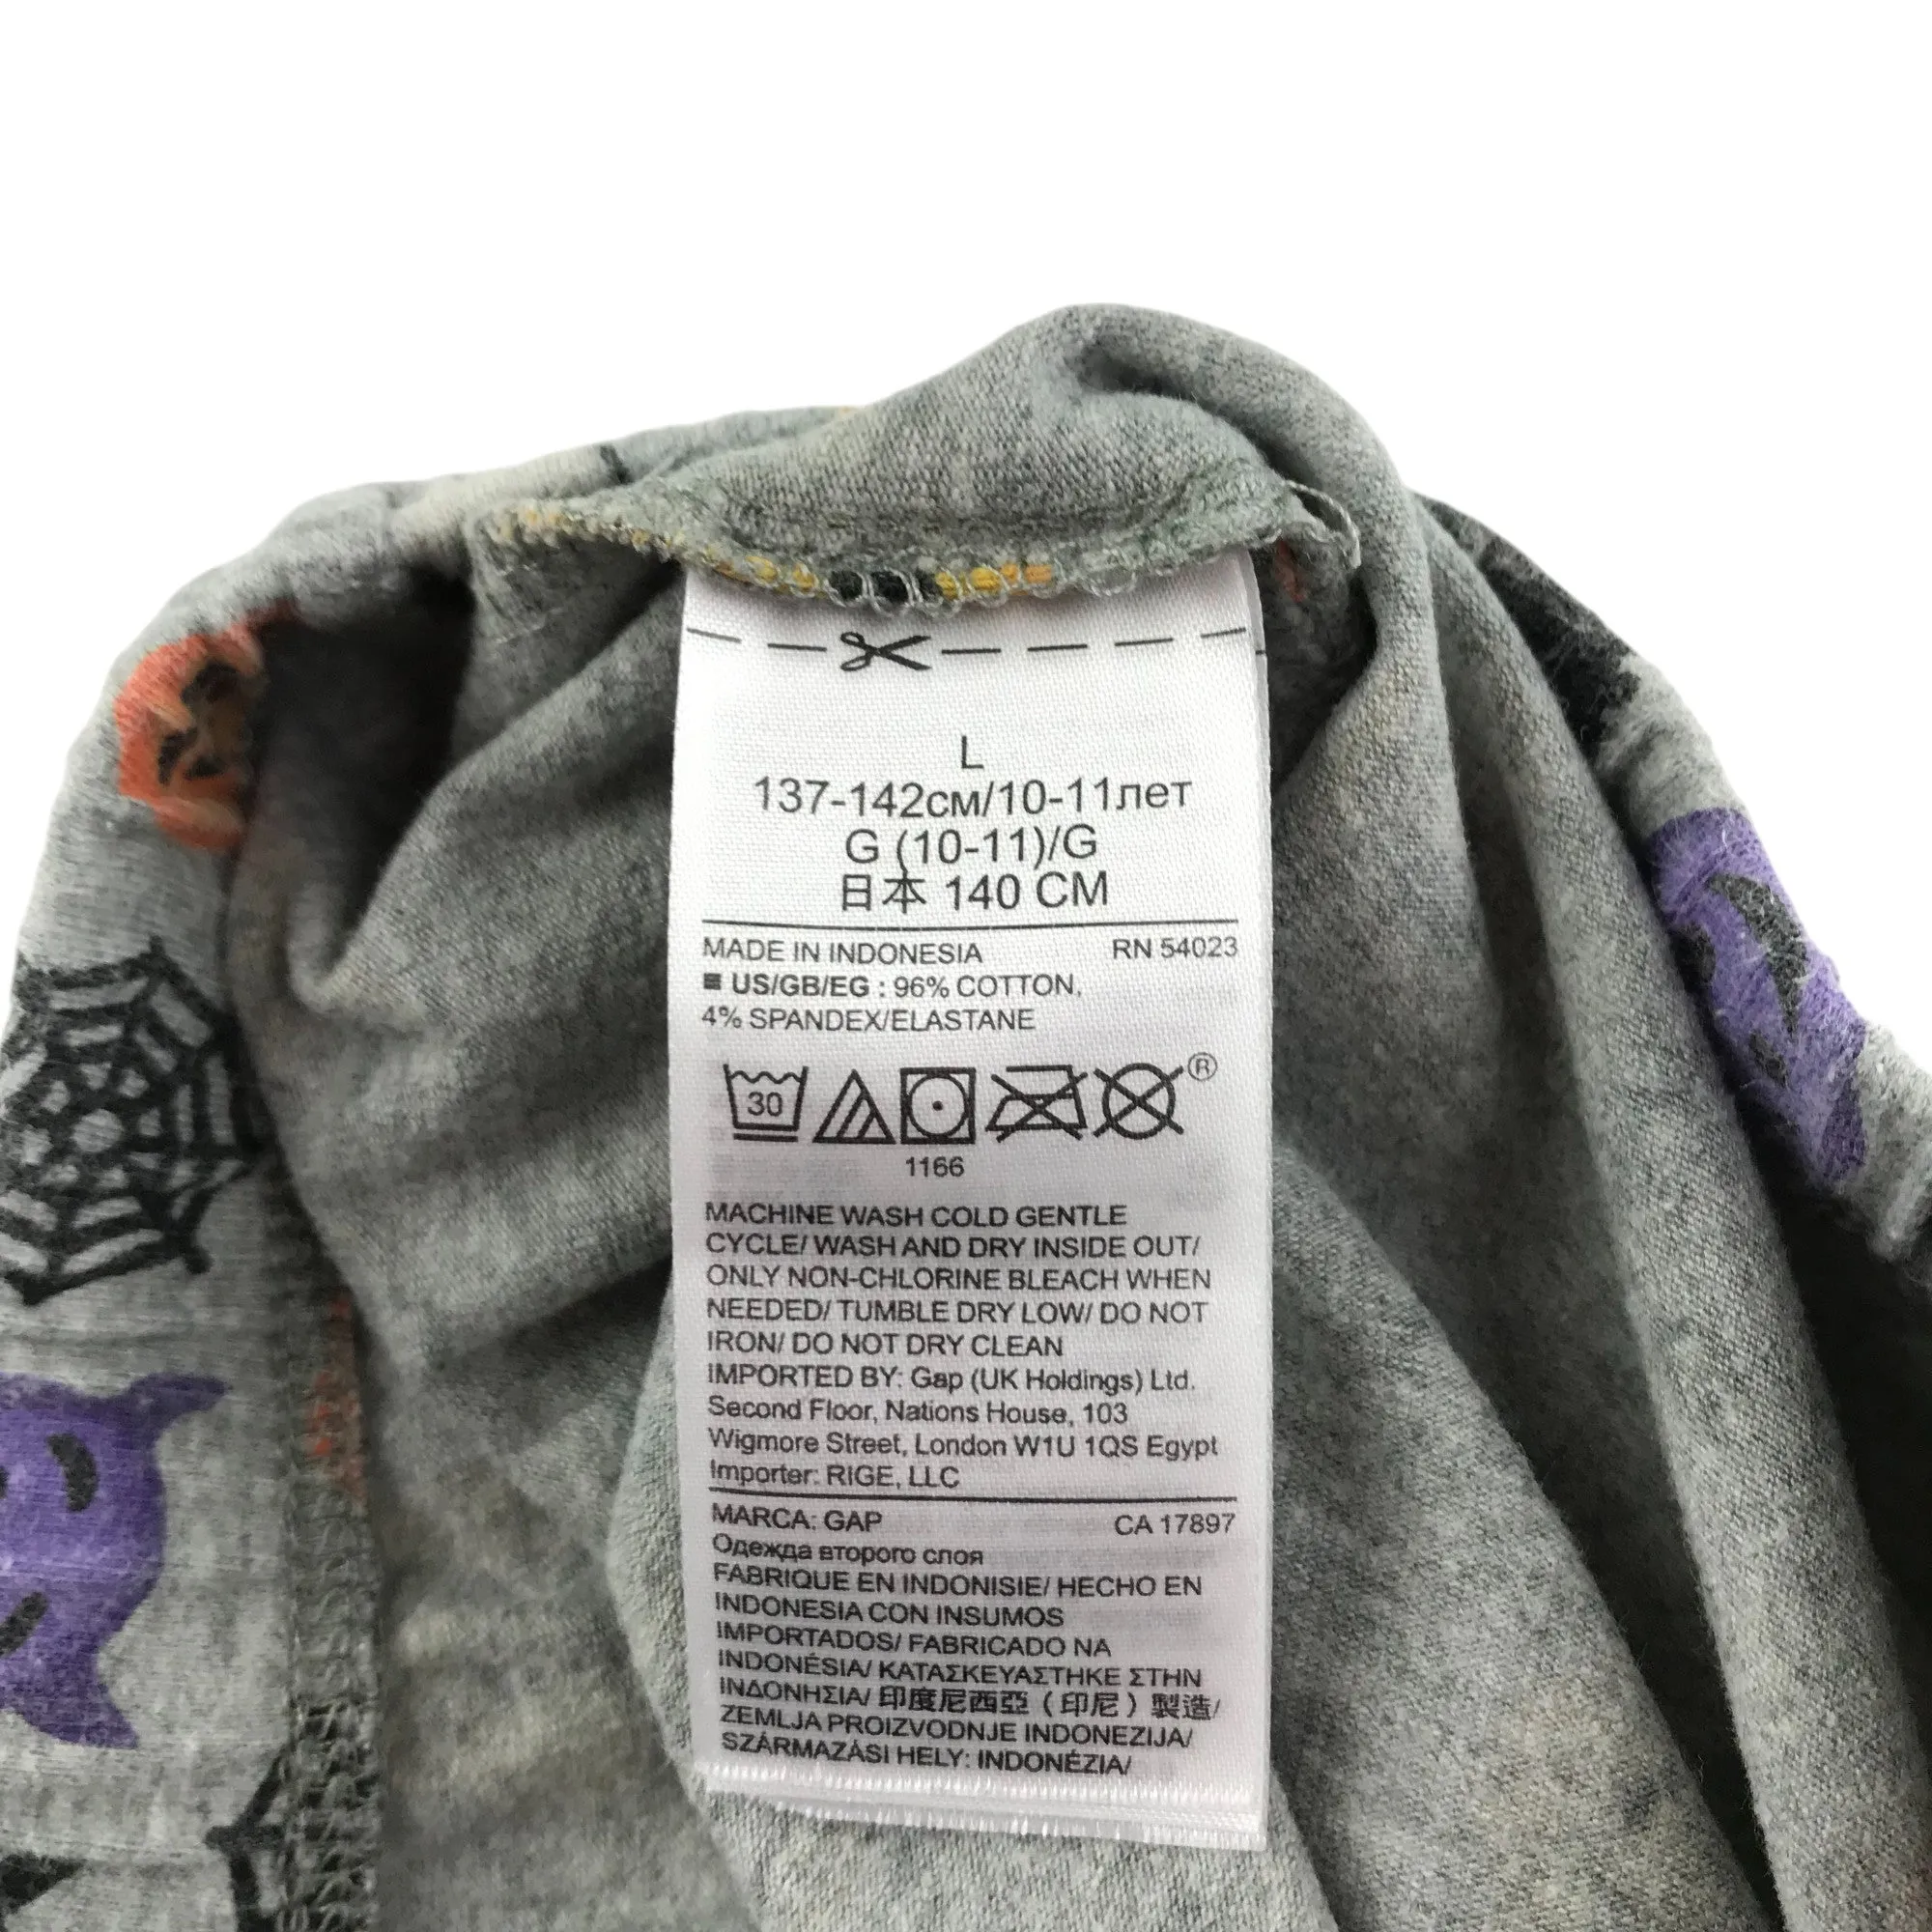 L
137-142см/10-11лет
G (10-11)/G
日本 140 CM
MADE IN INDONESIA RN 54023
US/GB/EG : 96% COTTON,
4% SPANDEX/ELASTANE
30 ®
1166
MACHINE WASH COLD GENTLE
CYCLE/ WASH AND DRY INSIDE OUT/
ONLY NON-CHLORINE BLEACH WHEN
NEEDED/ TUMBLE DRY LOW/ DO NOT
IRON/ DO NOT DRY CLEAN
IMPORTED BY: Gap (UK Holdings) Ltd.
Second Floor, Nations House, 103
Wigmore Street, London W1U 1QS Egypt
Importer: RIGE, LLC
MARCA: GAP CA 17897
Одежда второго слоя
FABRIQUE EN INDONISIE/ HECHO EN
INDONESIA CON INSUMOS
IMPORTADOS/ FABRICADO NA
INDONÉSIA/ ΚΑΤΑΣΚΕΥΑΣΤΗΚΕ ΣΤΗΝ
ΙΝΔΟΝΗΣΙΑ/ 印度尼西亞（印尼）製造/
ZEMLJA PROIZVODNJE INDONEZIJA/
SZÁRMAZÁSI HELY: INDONÉZIA/